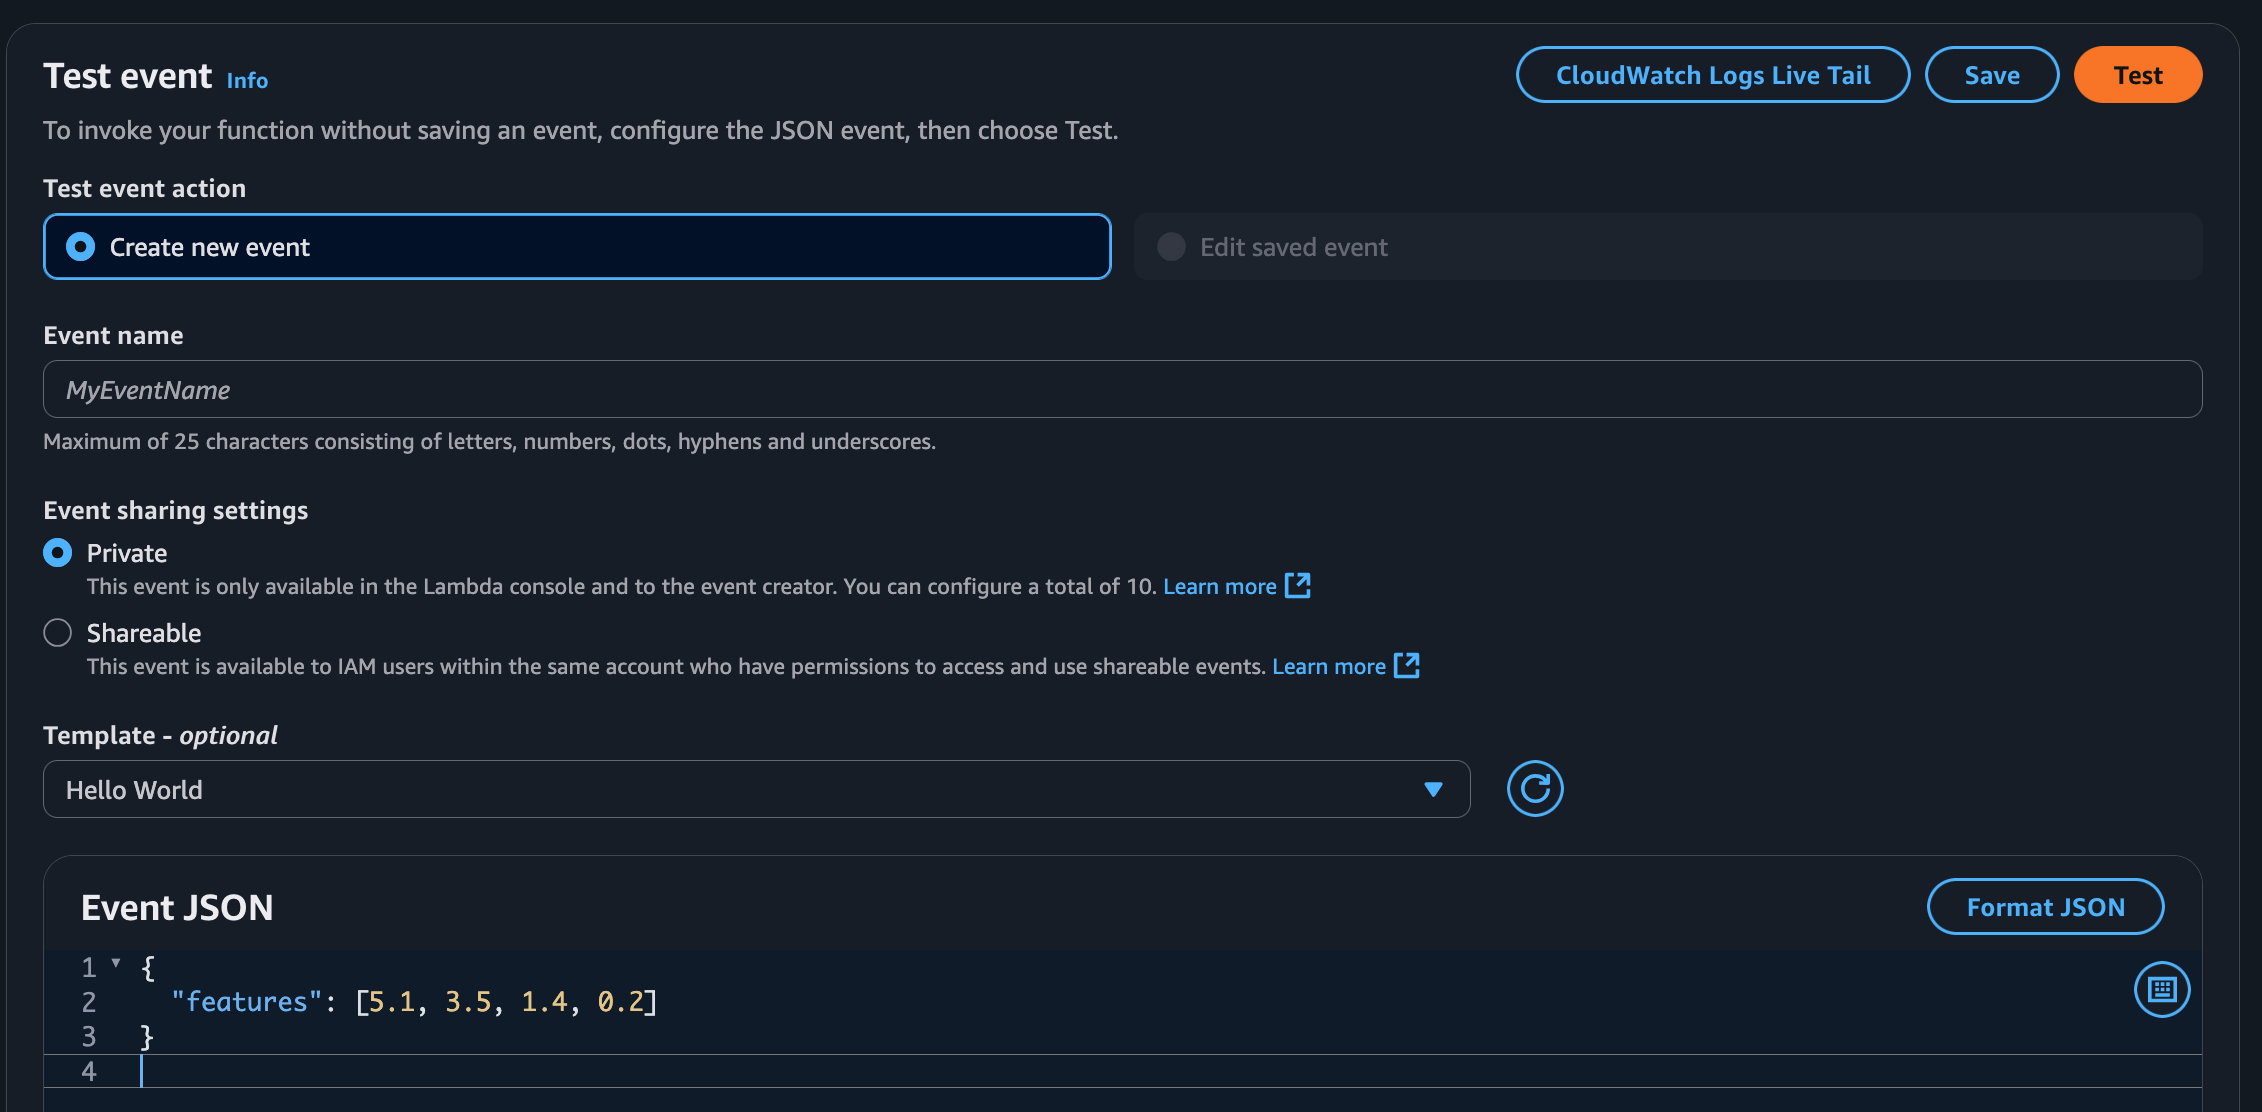 Test event Info
CloudWatch Logs Live Tail
Save
Test
To invoke your function without saving an event, configure the JSON event, then choose Test.
Test event action
Create new event
Edit saved event
Event name
MyEventName
Maximum of 25 characters consisting of letters, numbers, dots, hyphens and underscores.
Event sharing settings
Private
This event is only available in the Lambda console and to the event creator. You can configure a total of 10. Learn more
Shareable
This event is available to IAM users within the same account who have permissions to access and use shareable events. Learn more
Template - optional
Hello World
Event JSON
Format JSON
1 {
2 "features": [5.1, 3.5, 1.4, 0.2]
3 }
4